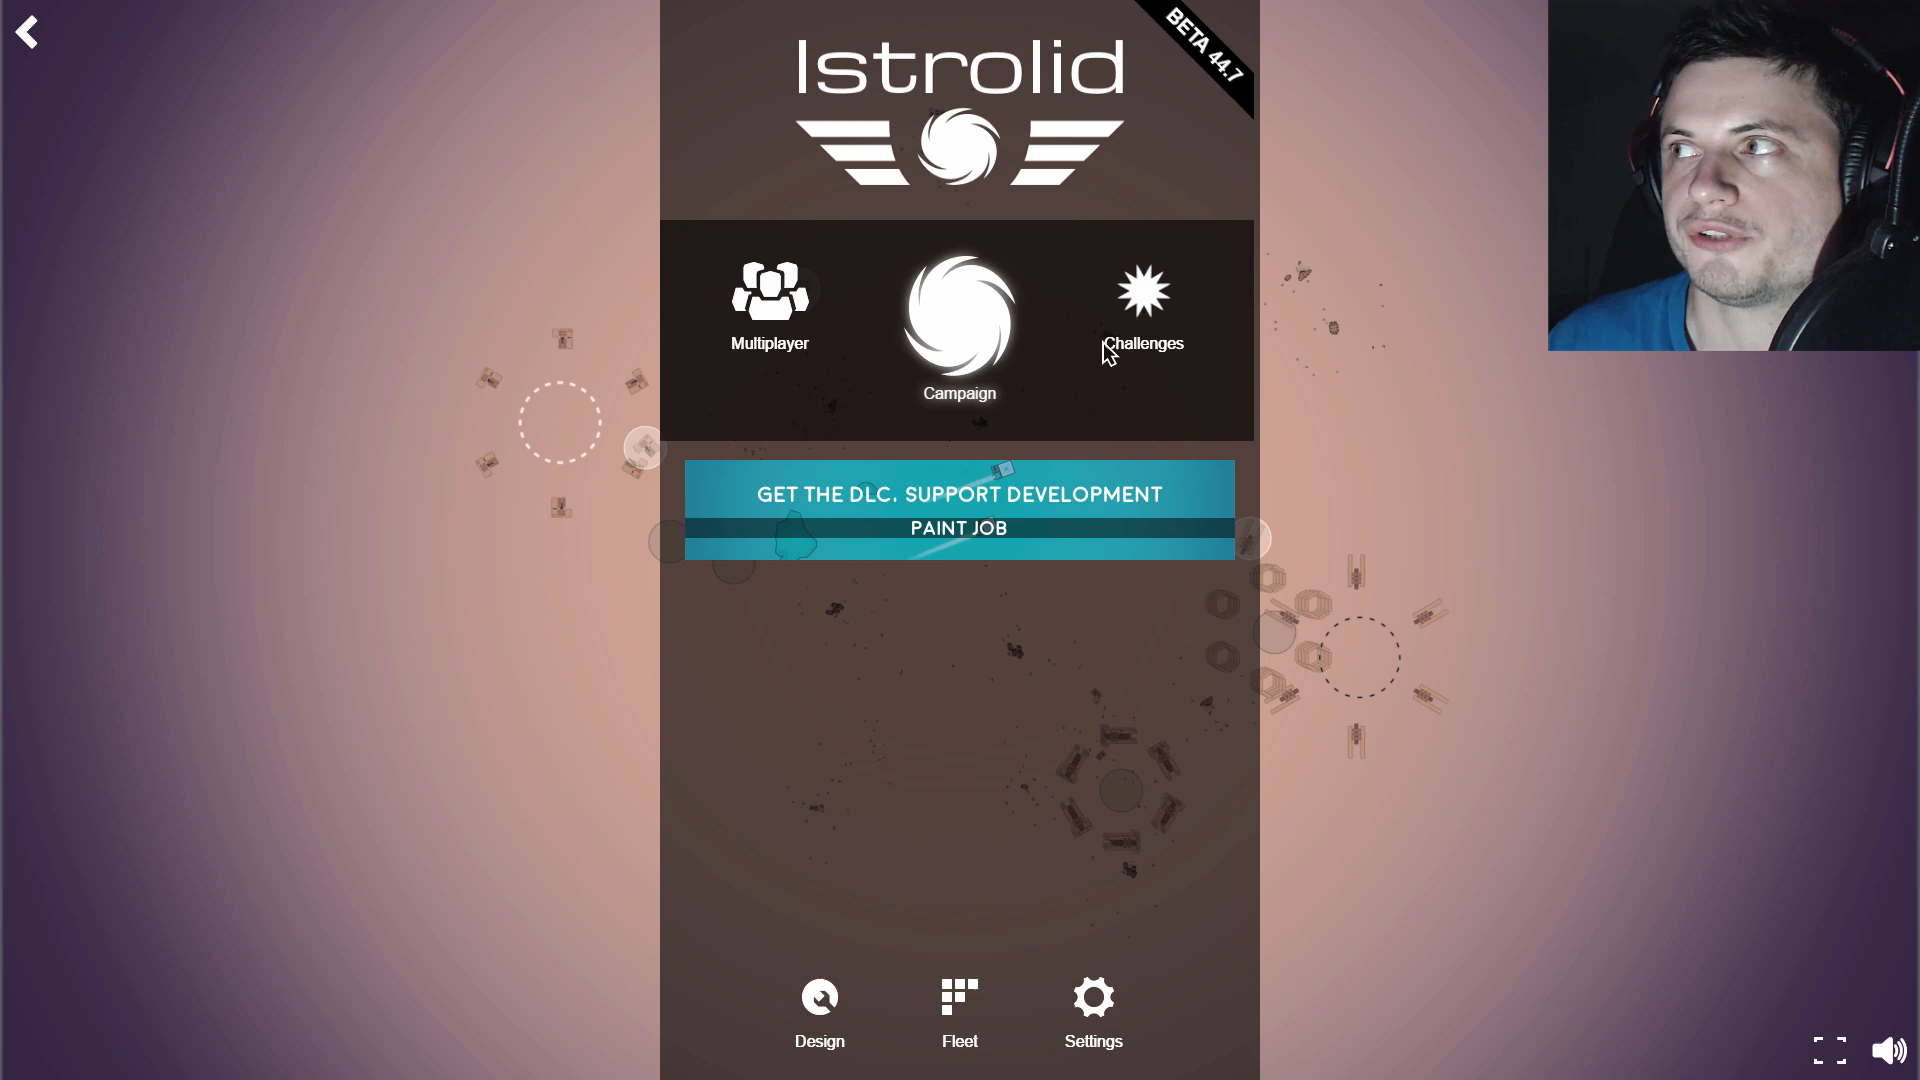 Istrolid
BETA 44.7
Multiplayer
Campaign
Challenges
GET THE DLC. SUPPORT DEVELOPMENT
PAINT JOB
Design
Fleet
Settings